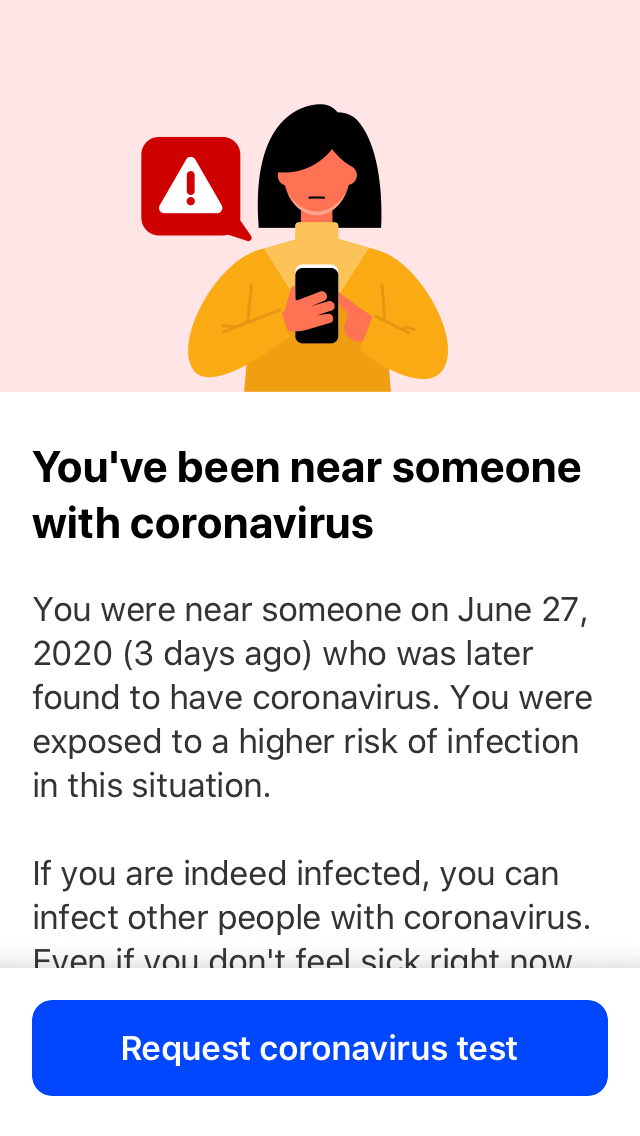 You've been near someone
with coronavirus
You were near someone on June 27,
2020 (3 days ago) who was later
found to have coronavirus. You were
exposed to a higher risk of infection
in this situation.
If you are indeed infected, you can
infect other people with coronavirus.
Even if you don't feel sick right now
Request coronavirus test